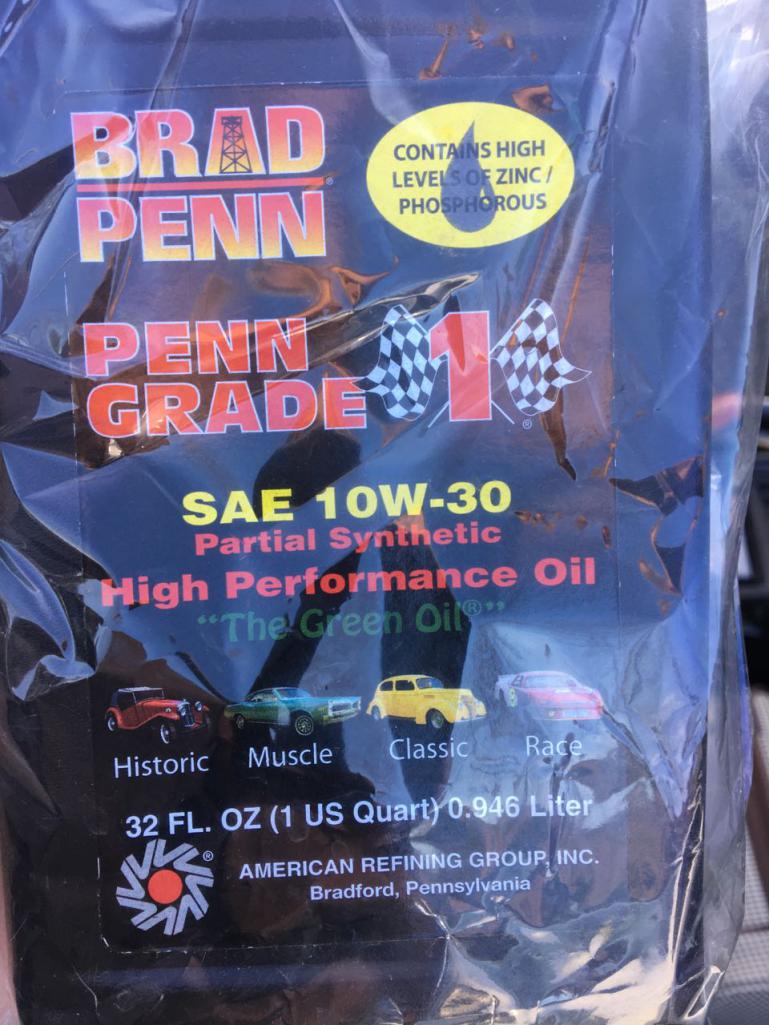 BRAD
PENN®
CONTAINS HIGH
LEVELS OF ZINC /
PHOSPHOROUS
PENN
GRADE 1®
SAE 10W-30
Partial Synthetic
High Performance Oil
"The Green Oil®"
Historic Muscle Classic Race
32 FL. OZ (1 US Quart) 0.946 Liter
®
AMERICAN REFINING GROUP, INC.
Bradford, Pennsylvania